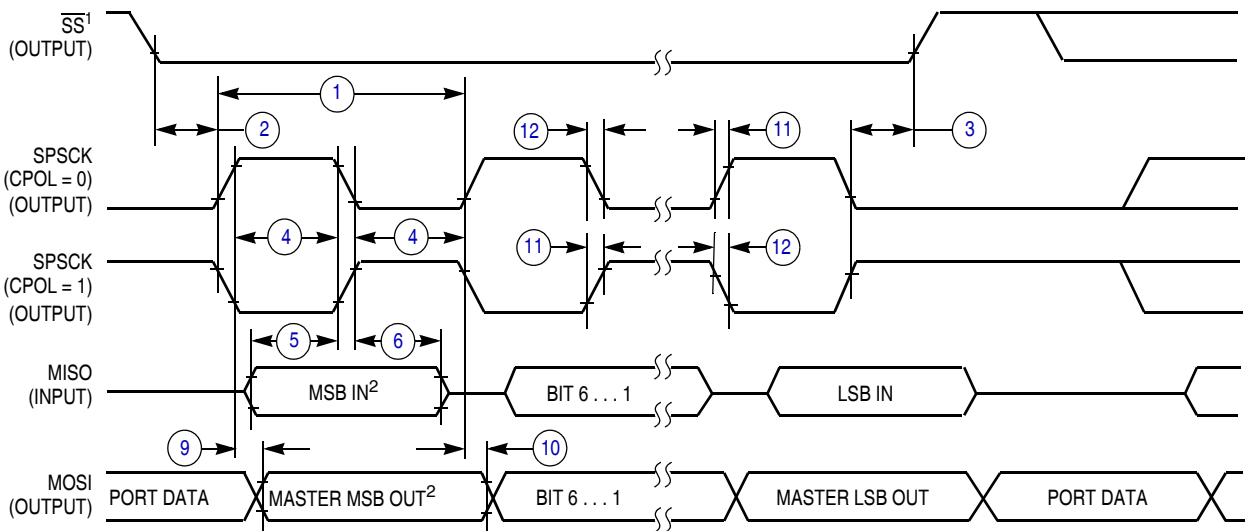 SS¹
(OUTPUT)
1
2
12
11
3
SPSCK
(CPOL = 0)
(OUTPUT)
4
4
11
12
SPSCK
(CPOL = 1)
(OUTPUT)
5
6
MISO
(INPUT)
MSB IN²
BIT 6 . . . 1
LSB IN
9
10
MOSI
(OUTPUT)
PORT DATA
MASTER MSB OUT²
BIT 6 . . . 1
MASTER LSB OUT
PORT DATA